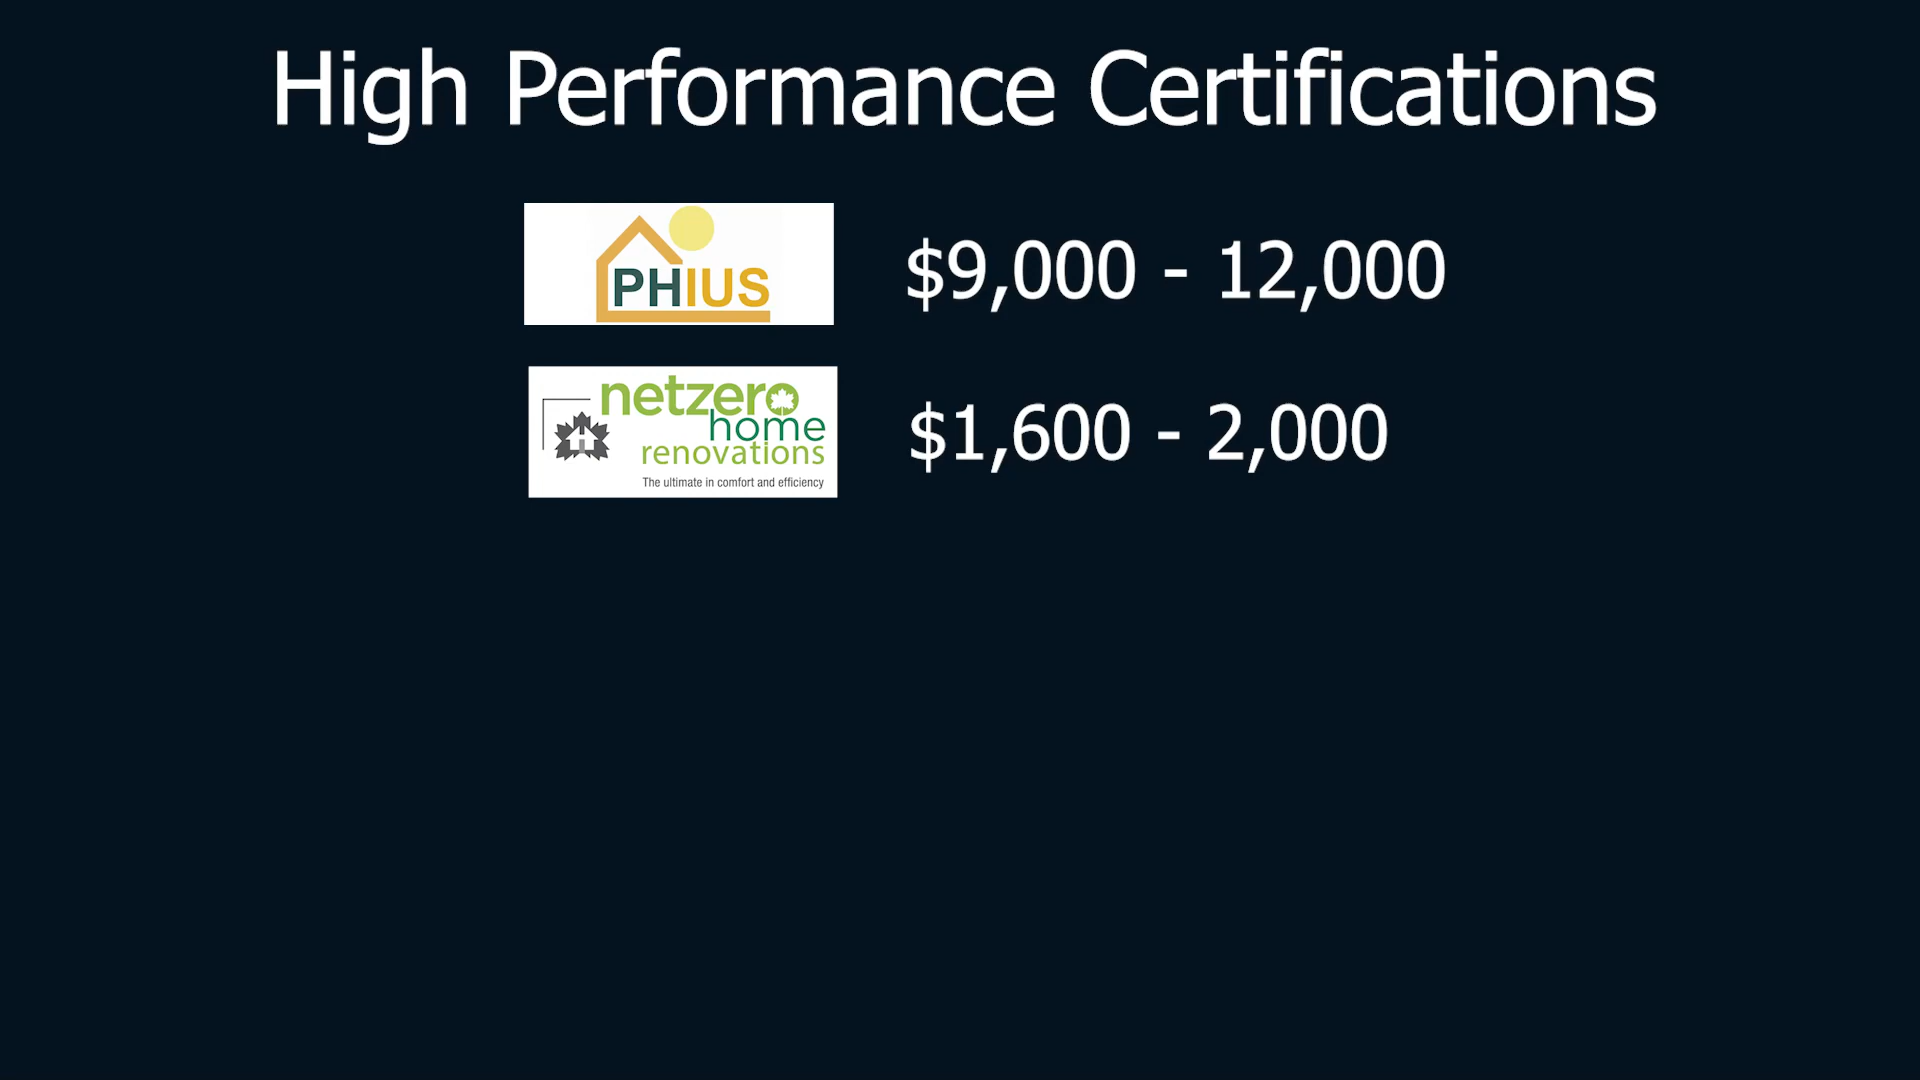 High Performance Certifications
PHIUS
$9,000 - 12,000
netzero
home
renovations
The ultimate in comfort and efficiency
$1,600 - 2,000